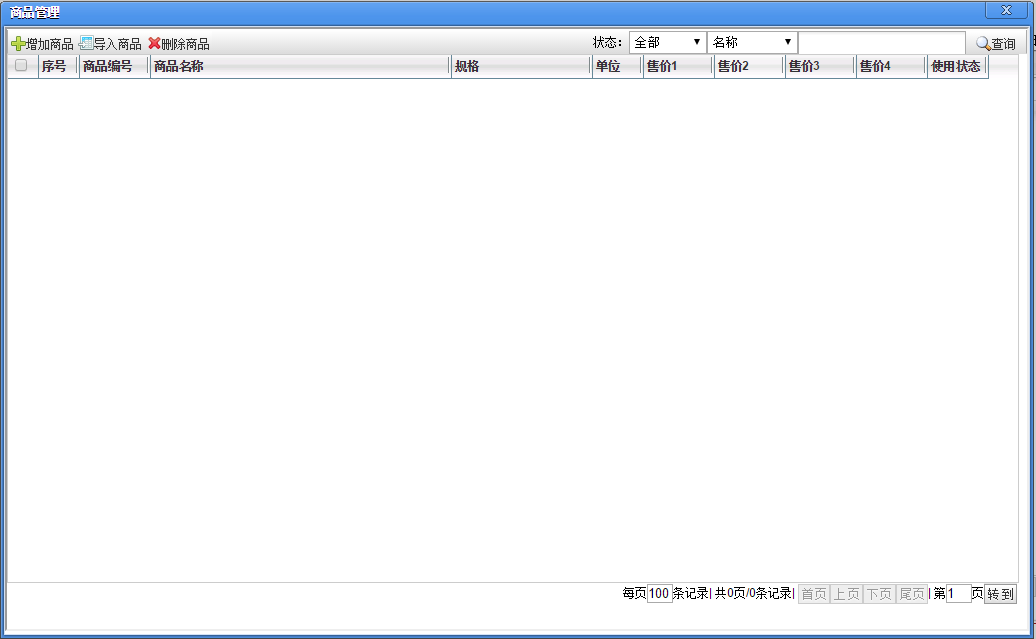 商品管理
增加商品 导入商品 删除商品 状态： 全部 名称 查询
序号 商品编号 商品名称 规格 单位 售价1 售价2 售价3 售价4 使用状态
每页100条记录| 共0页/0条记录| 首页 上页 下页 尾页 | 第1页 转到